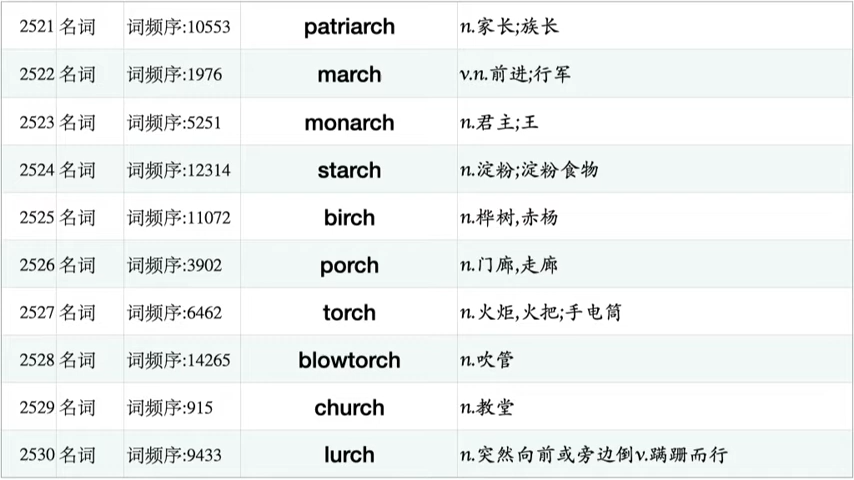 2521 名词 词频序:10553 patriarch n.家长;族长
2522 名词 词频序:1976 march v.n.前进;行军
2523 名词 词频序:5251 monarch n.君主;王
2524 名词 词频序:12314 starch n.淀粉;淀粉食物
2525 名词 词频序:11072 birch n.桦树,赤杨
2526 名词 词频序:3902 porch n.门廊,走廊
2527 名词 词频序:6462 torch n.火炬,火把;手电筒
2528 名词 词频序:14265 blowtorch n.吹管
2529 名词 词频序:915 church n.教堂
2530 名词 词频序:9433 lurch n.突然向前或旁边倒v.蹒跚而行